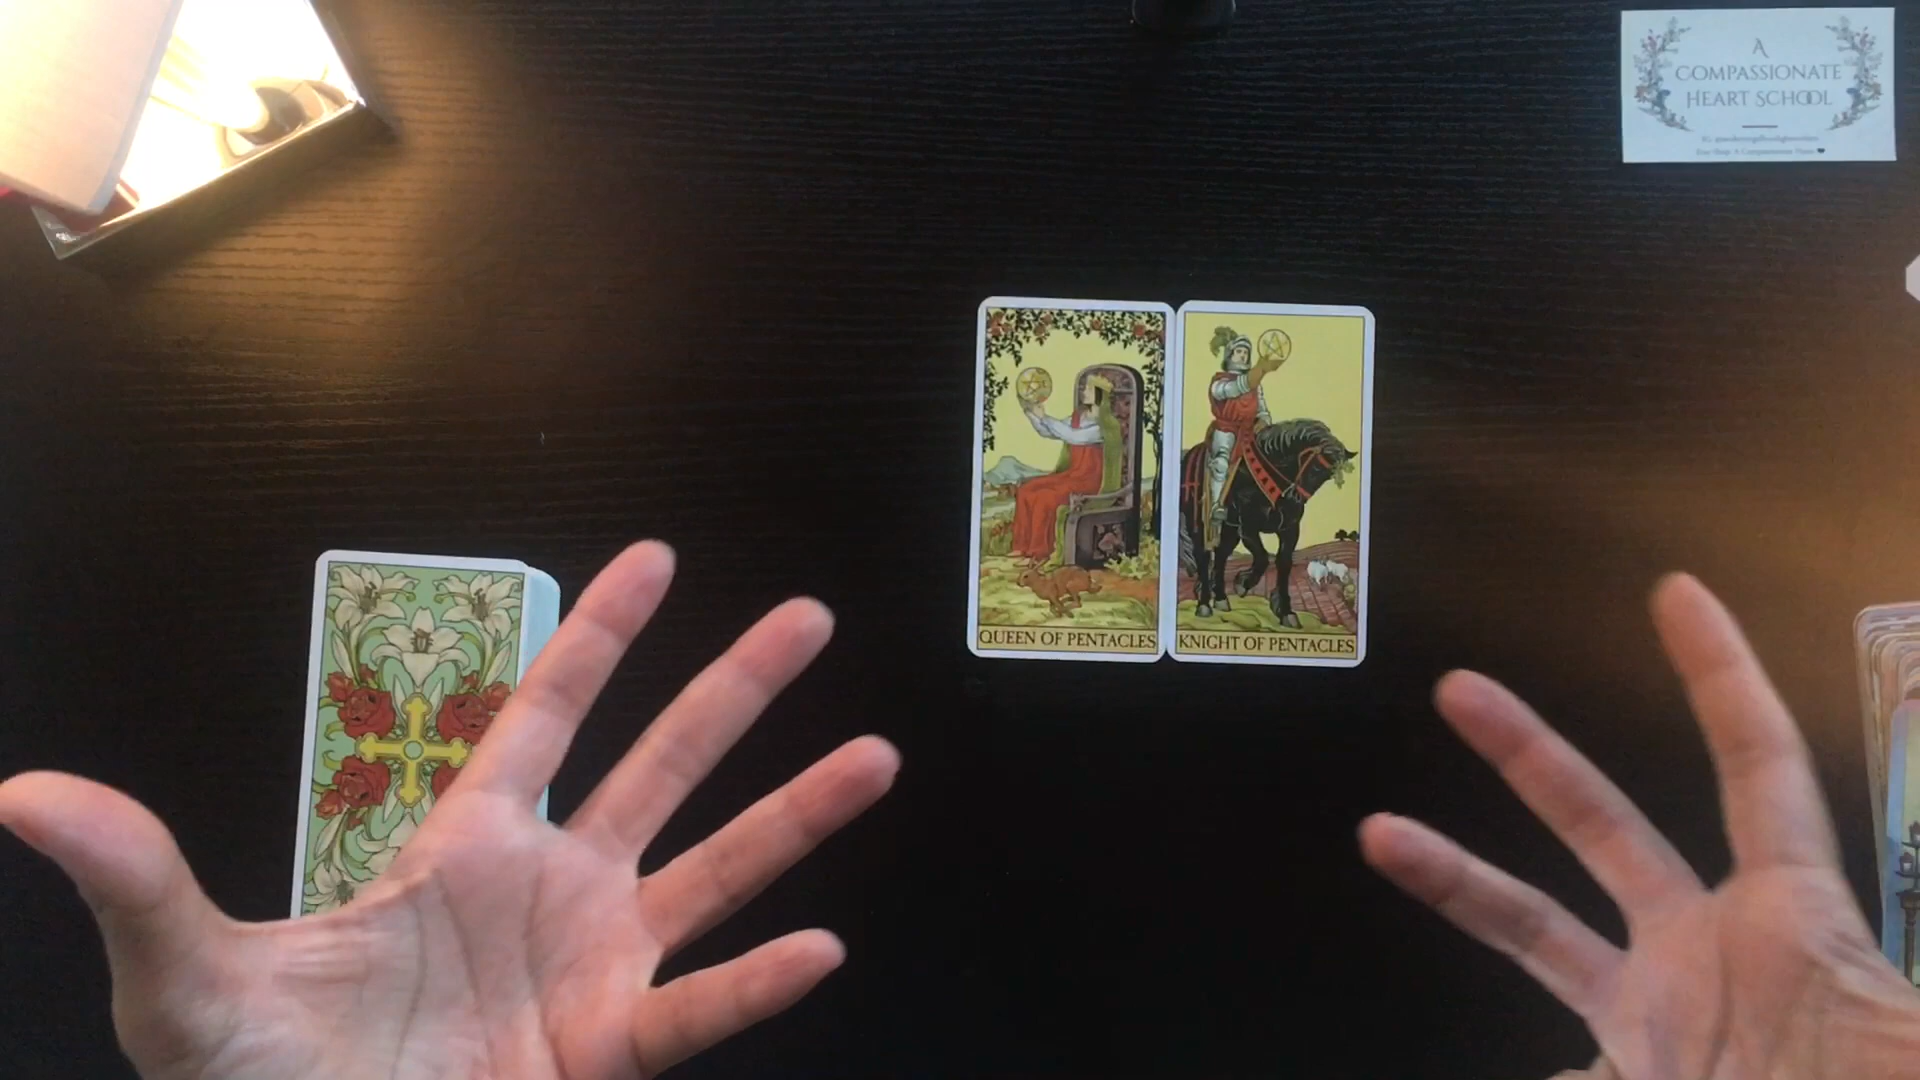 A
COMPASSIONATE
HEART SCHOOL
QUEEN OF PENTACLES
KNIGHT OF PENTACLES